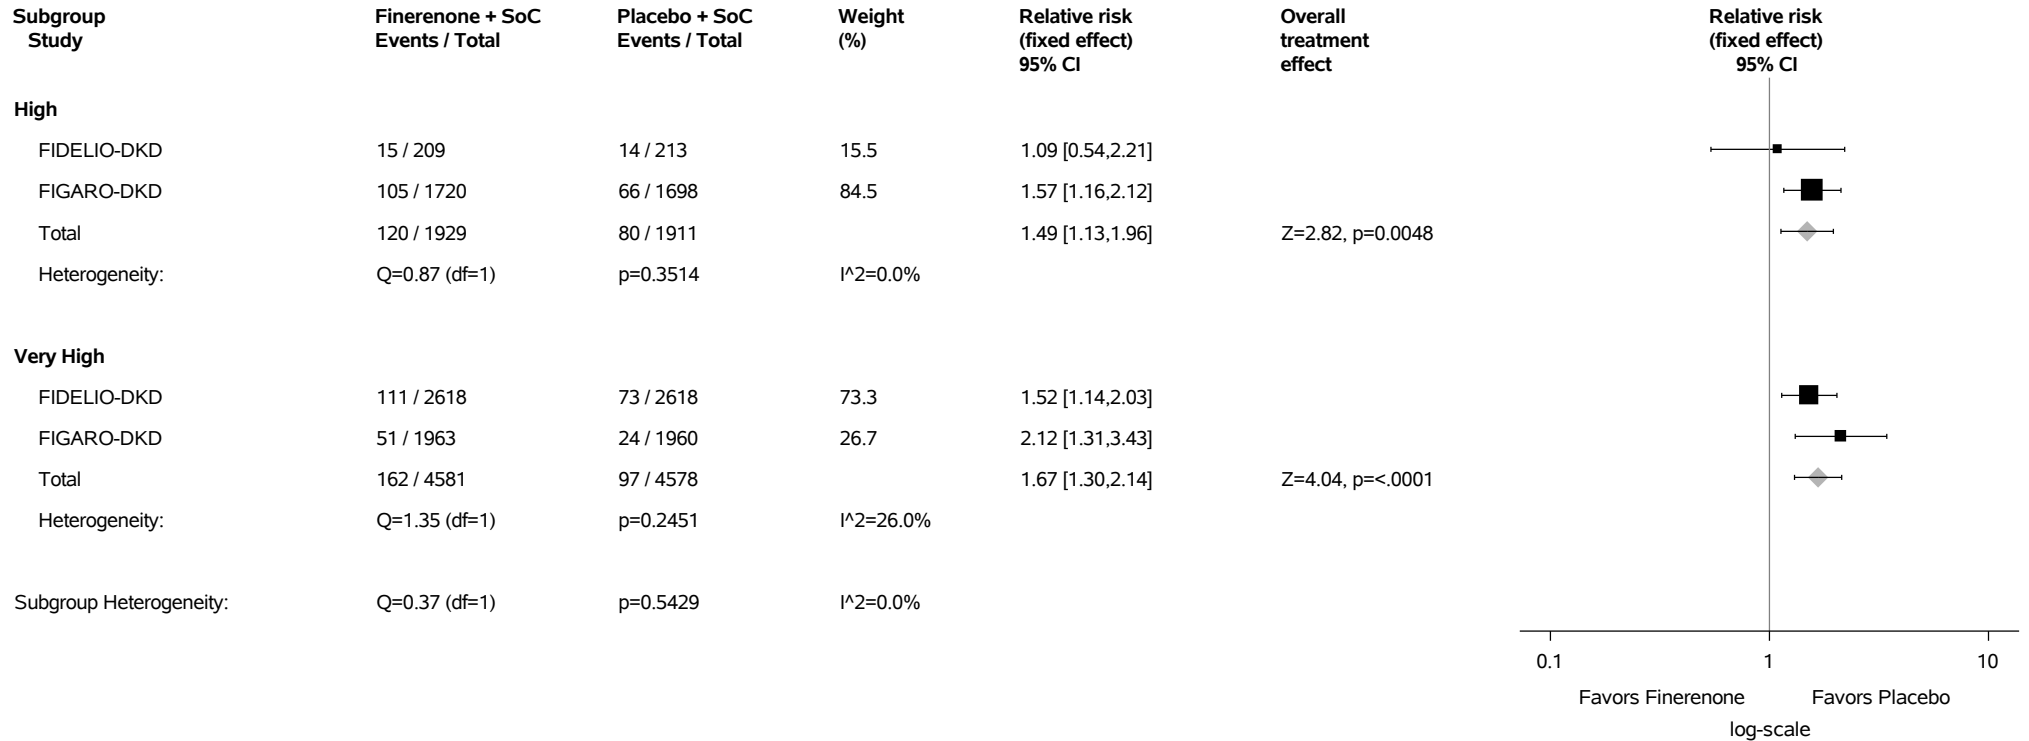 Subgroup Finerenone + SoC Placebo + SoC Weight Relative risk Overall Relative risk
Study Events / Total Events / Total (%) (fixed effect) treatment (fixed effect)
95% CI effect 95% CI
High
FIDELIO-DKD 15 / 209 14 / 213 15.5 1.09 [0.54,2.21]
FIGARO-DKD 105 / 1720 66 / 1698 84.5 1.57 [1.16,2.12]
Total 120 / 1929 80 / 1911 1.49 [1.13,1.96] Z=2.82, p=0.0048
Heterogeneity: Q=0.87 (df=1) p=0.3514 I^2=0.0%
Very High
FIDELIO-DKD 111 / 2618 73 / 2618 73.3 1.52 [1.14,2.03]
FIGARO-DKD 51 / 1963 24 / 1960 26.7 2.12 [1.31,3.43]
Total 162 / 4581 97 / 4578 1.67 [1.30,2.14] Z=4.04, p=<.0001
Heterogeneity: Q=1.35 (df=1) p=0.2451 I^2=26.0%
Subgroup Heterogeneity: Q=0.37 (df=1) p=0.5429 I^2=0.0%
0.1 1 10
Favors Finerenone Favors Placebo
log-scale